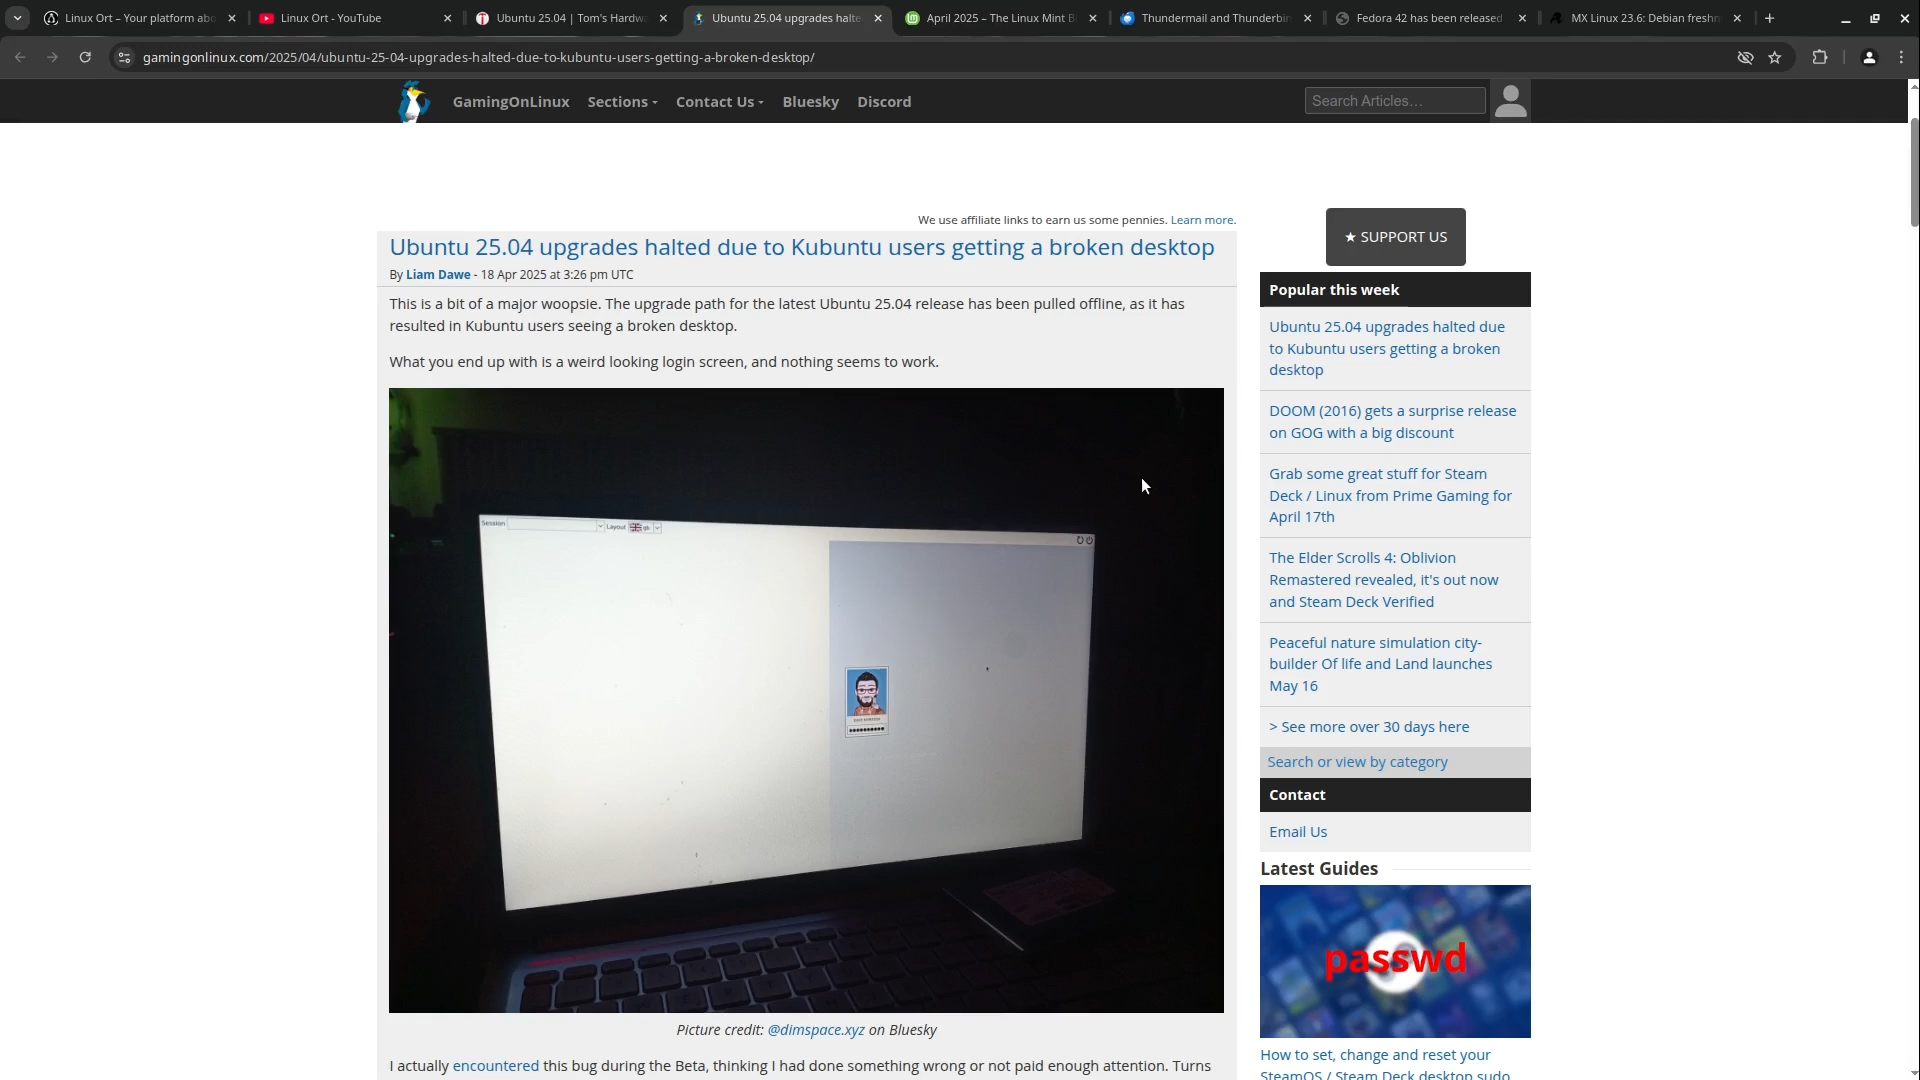 Linux Ort – Your platform abo
Linux Ort - YouTube
Ubuntu 25.04 | Tom's Hardw
Ubuntu 25.04 upgrades halte
April 2025 – The Linux Mint B
Thundermail and Thunderbir
Fedora 42 has been released
MX Linux 23.6: Debian freshn
gamingonlinux.com/2025/04/ubuntu-25-04-upgrades-halted-due-to-kubuntu-users-getting-a-broken-desktop/
GamingOnLinux Sections Contact Us Bluesky Discord
Search Articles...
We use affiliate links to earn us some pennies. Learn more.
Ubuntu 25.04 upgrades halted due to Kubuntu users getting a broken desktop
By Liam Dawe - 18 Apr 2025 at 3:26 pm UTC
This is a bit of a major woopsie. The upgrade path for the latest Ubuntu 25.04 release has been pulled offline, as it has
resulted in Kubuntu users seeing a broken desktop.
What you end up with is a weird looking login screen, and nothing seems to work.
Session
Layout
gb
Picture credit: @dimspace.xyz on Bluesky
I actually encountered this bug during the Beta, thinking I had done something wrong or not paid enough attention. Turns
★ SUPPORT US
Popular this week
Ubuntu 25.04 upgrades halted due
to Kubuntu users getting a broken
desktop
DOOM (2016) gets a surprise release
on GOG with a big discount
Grab some great stuff for Steam
Deck / Linux from Prime Gaming for
April 17th
The Elder Scrolls 4: Oblivion
Remastered revealed, it's out now
and Steam Deck Verified
Peaceful nature simulation city-
builder Of life and Land launches
May 16
> See more over 30 days here
Search or view by category
Contact
Email Us
Latest Guides
passwd
How to set, change and reset your
SteamOS / Steam Deck desktop sudo